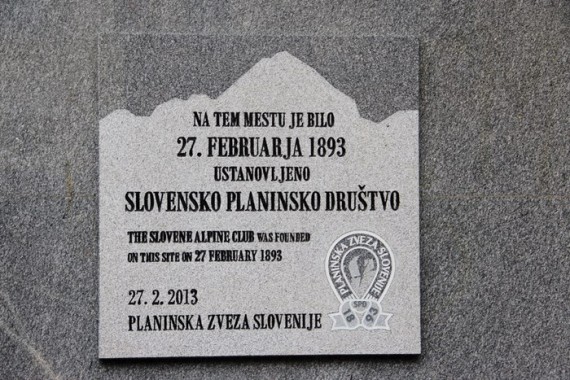 NA TEM MESTU JE BILO
27. FEBRUARJA 1893
USTANOVLJENO
SLOVENSKO PLANINSKO DRUŠTVO
THE SLOVENE ALPINE CLUB WAS FOUNDED
ON THIS SITE ON 27 FEBRUARY 1893
PLANINSKA ZVEZA SLOVENIJE
SPD
18 93
27. 2. 2013
PLANINSKA ZVEZA SLOVENIJE